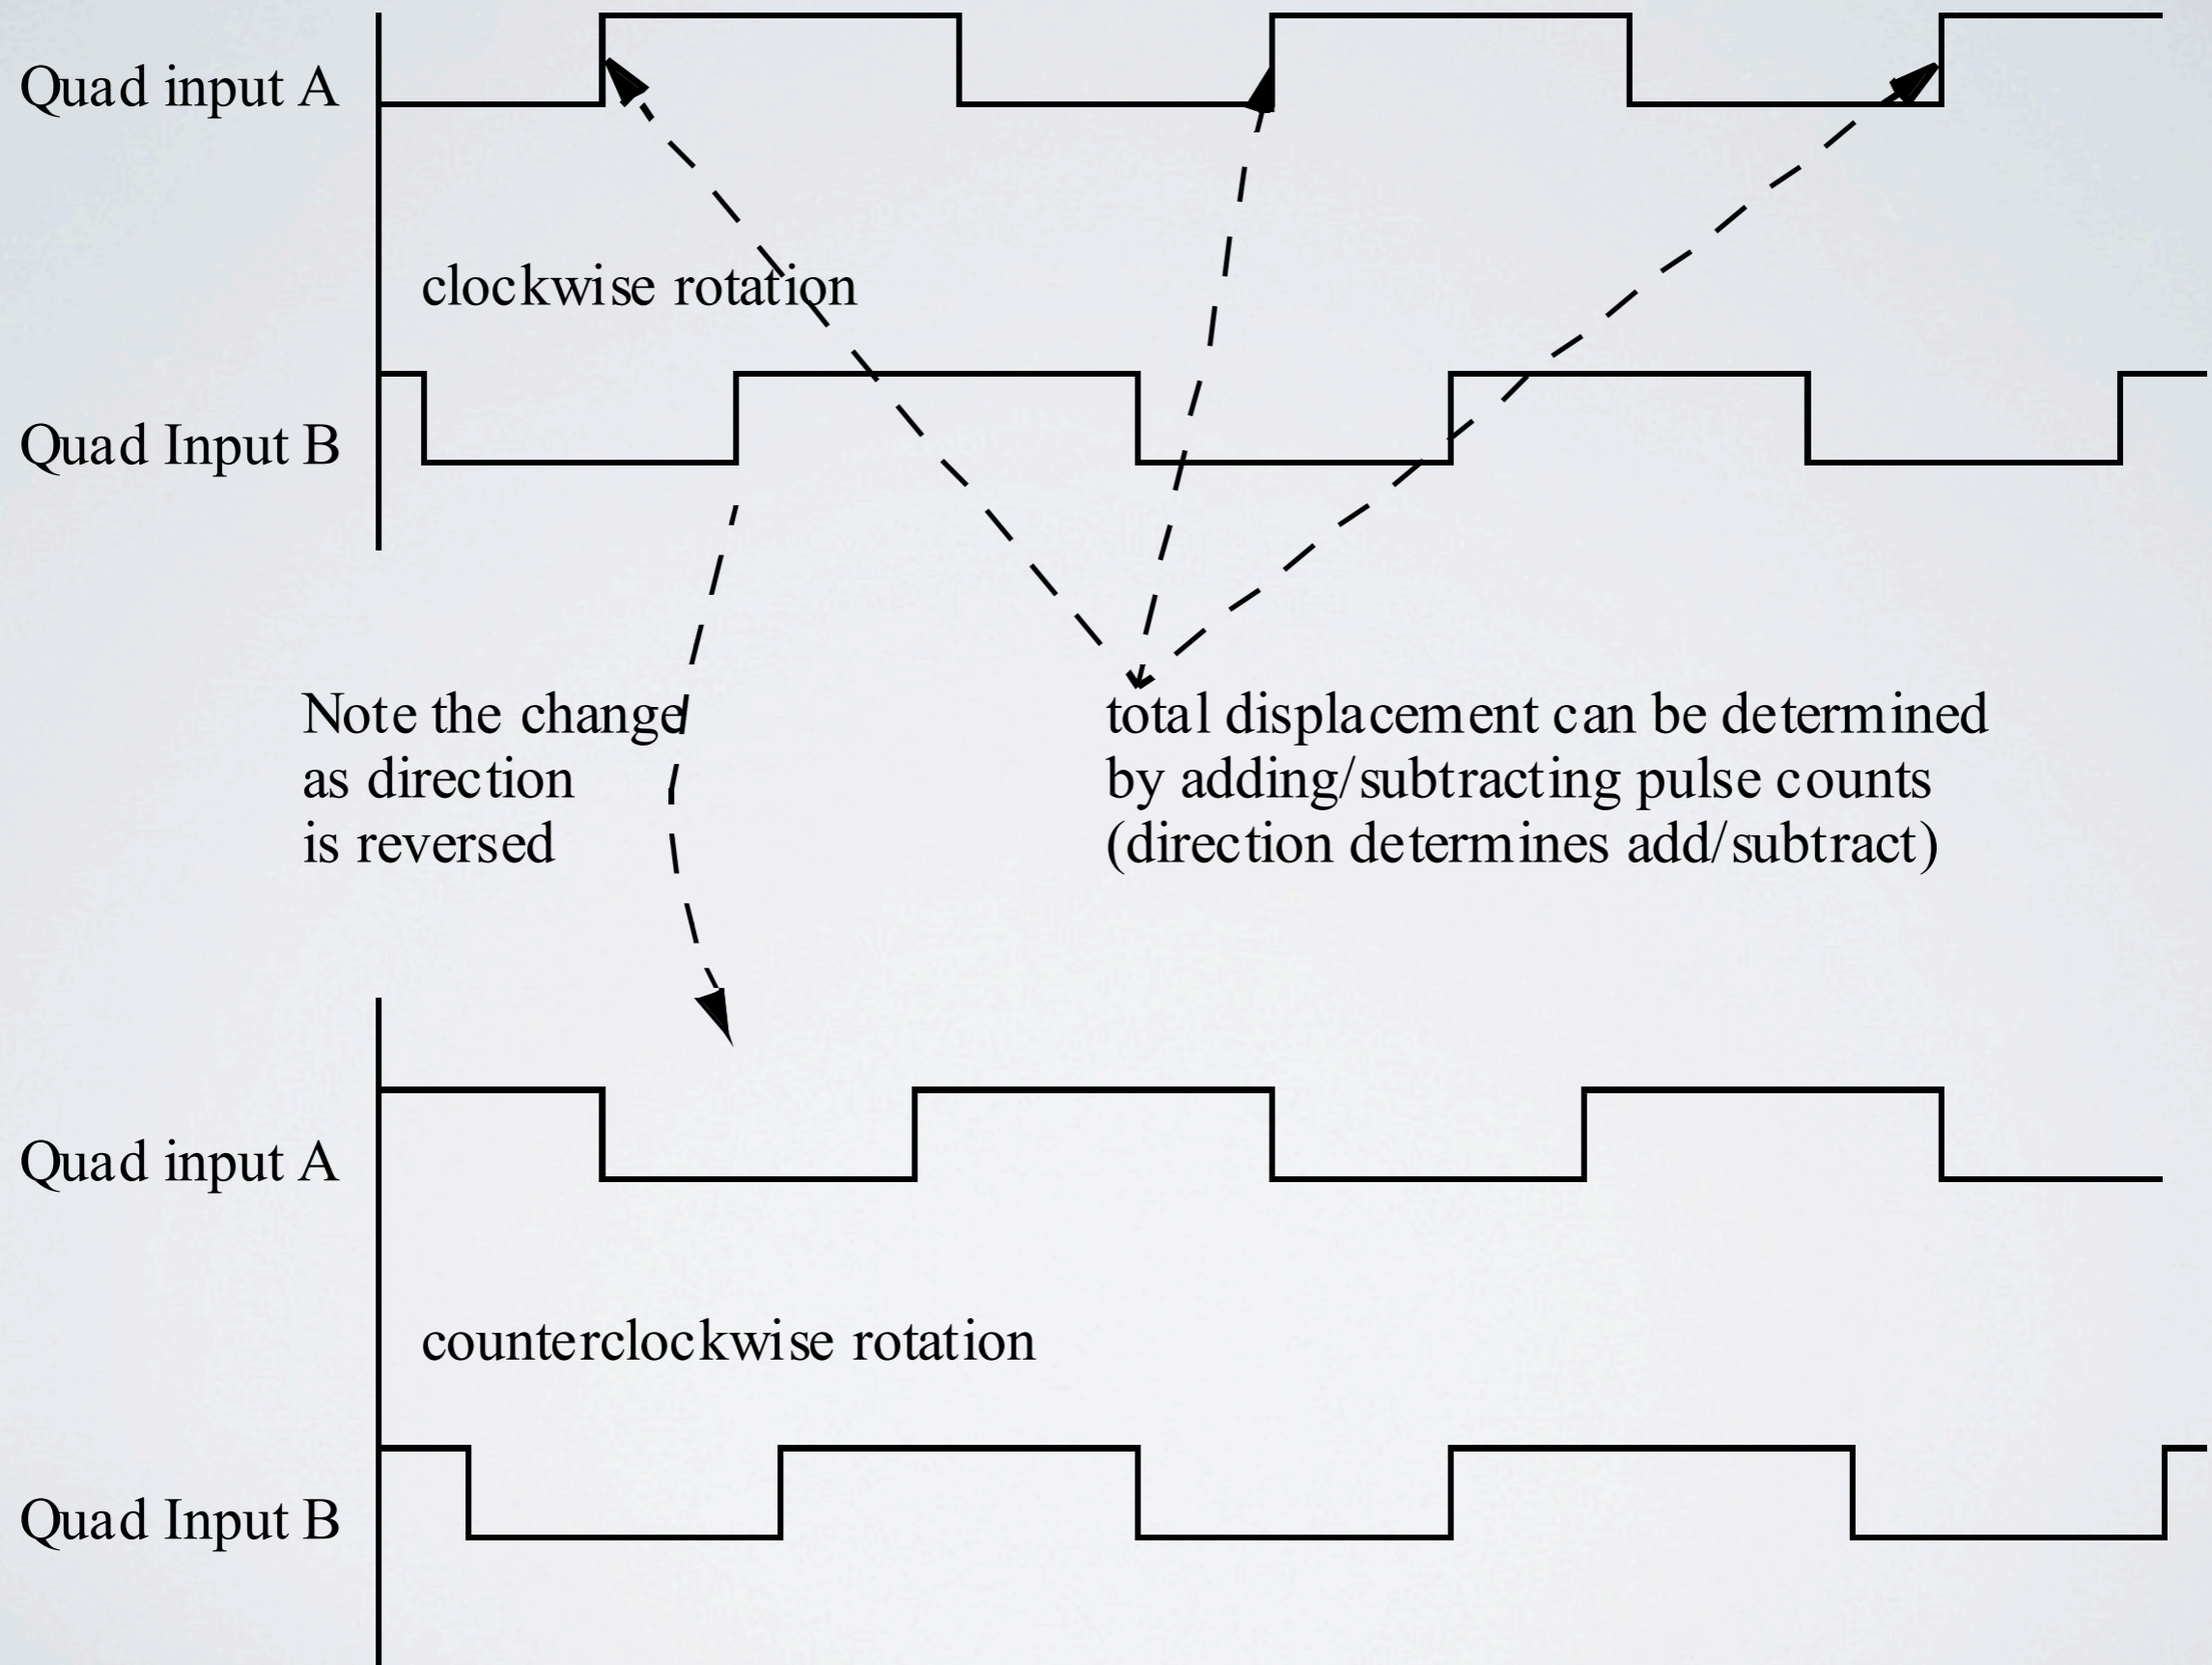 Quad input A
clockwise rotation
Quad Input B
Note the change
as direction
is reversed
total displacement can be determined
by adding/subtracting pulse counts
(direction determines add/subtract)
Quad input A
counterclockwise rotation
Quad Input B